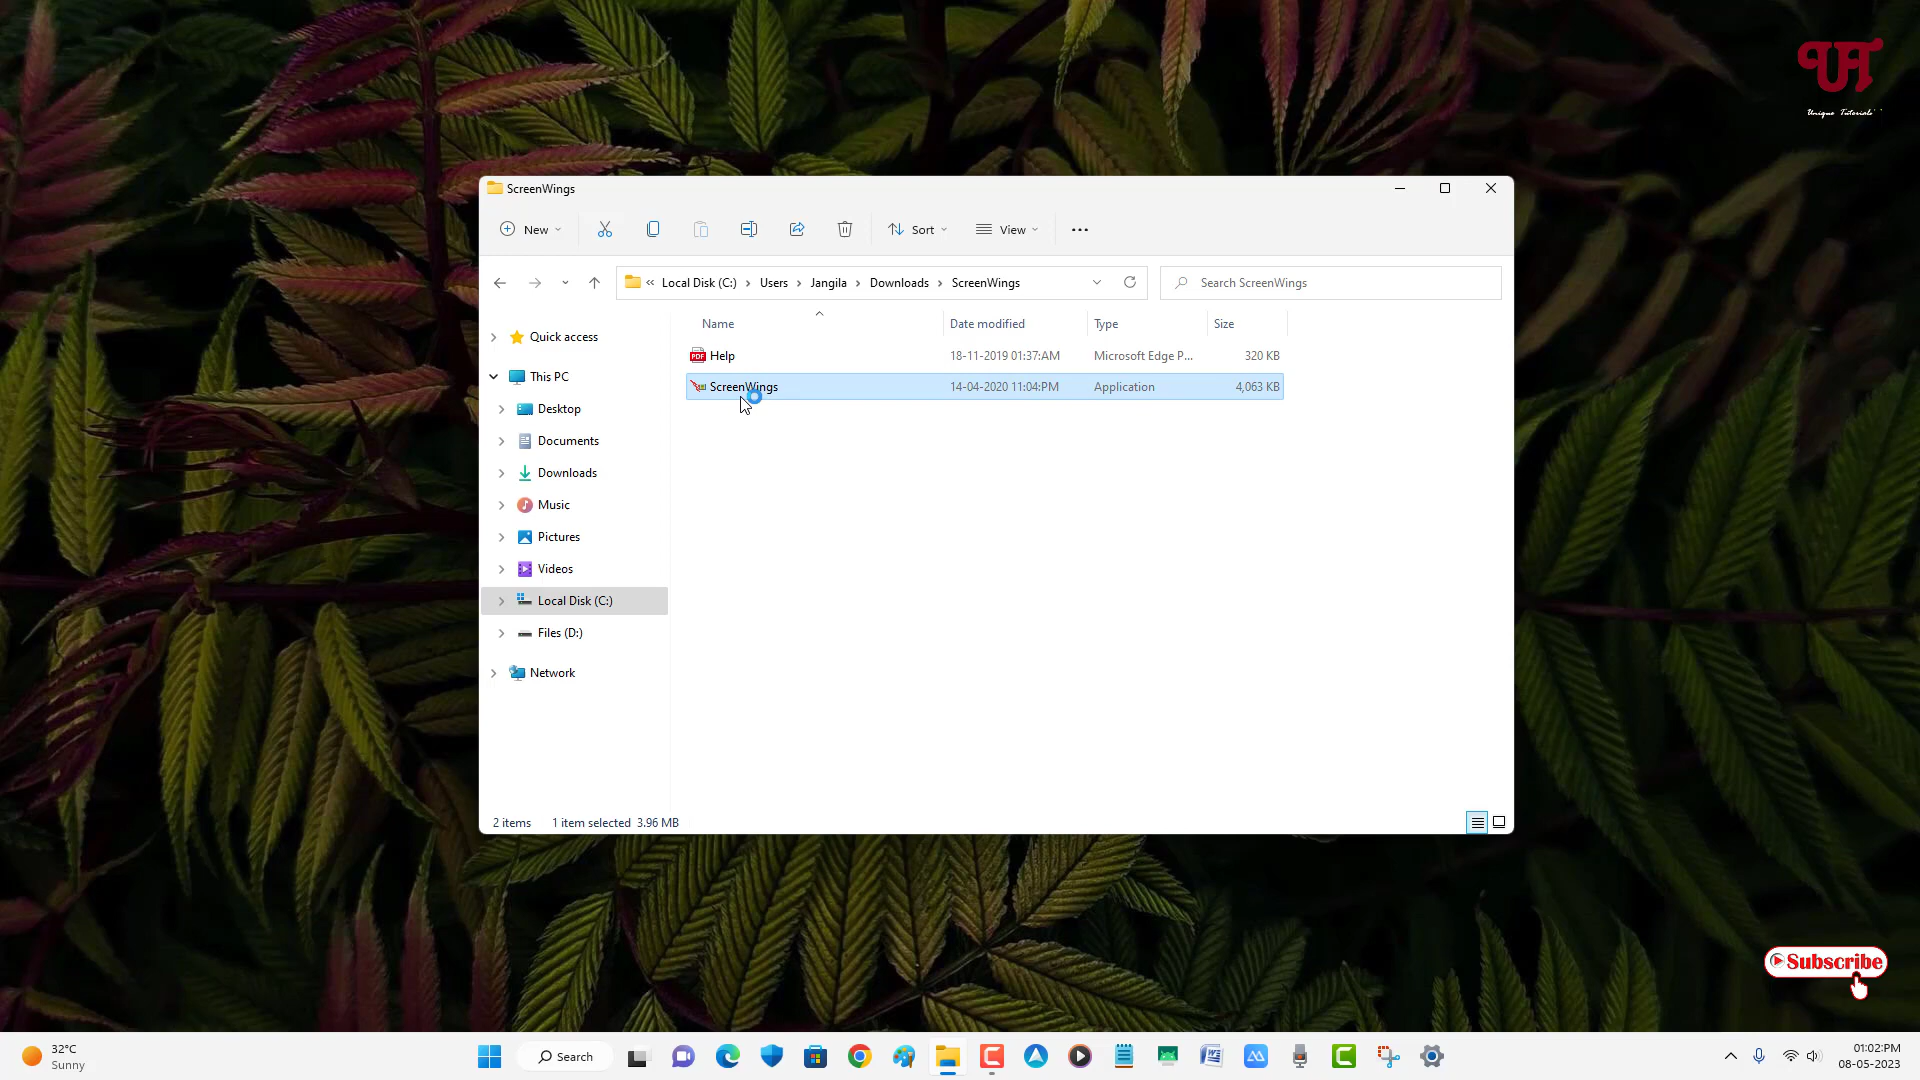 UT
Unique Tutorials
ScreenWings
New
Sort
View
Local Disk (C:) > Users > Jangila > Downloads > ScreenWings
Search ScreenWings
Name
Date modified
Type
Size
Help
18-11-2019 01:37:AM
Microsoft Edge P...
320 KB
ScreenWings
14-04-2020 11:04:PM
Application
4,063 KB
Quick access
This PC
Desktop
Documents
Downloads
Music
Pictures
Videos
Local Disk (C:)
Files (D:)
Network
2 items
1 item selected 3.96 MB
Subscribe
32°C
Sunny
Search
01:02:PM
08-05-2023